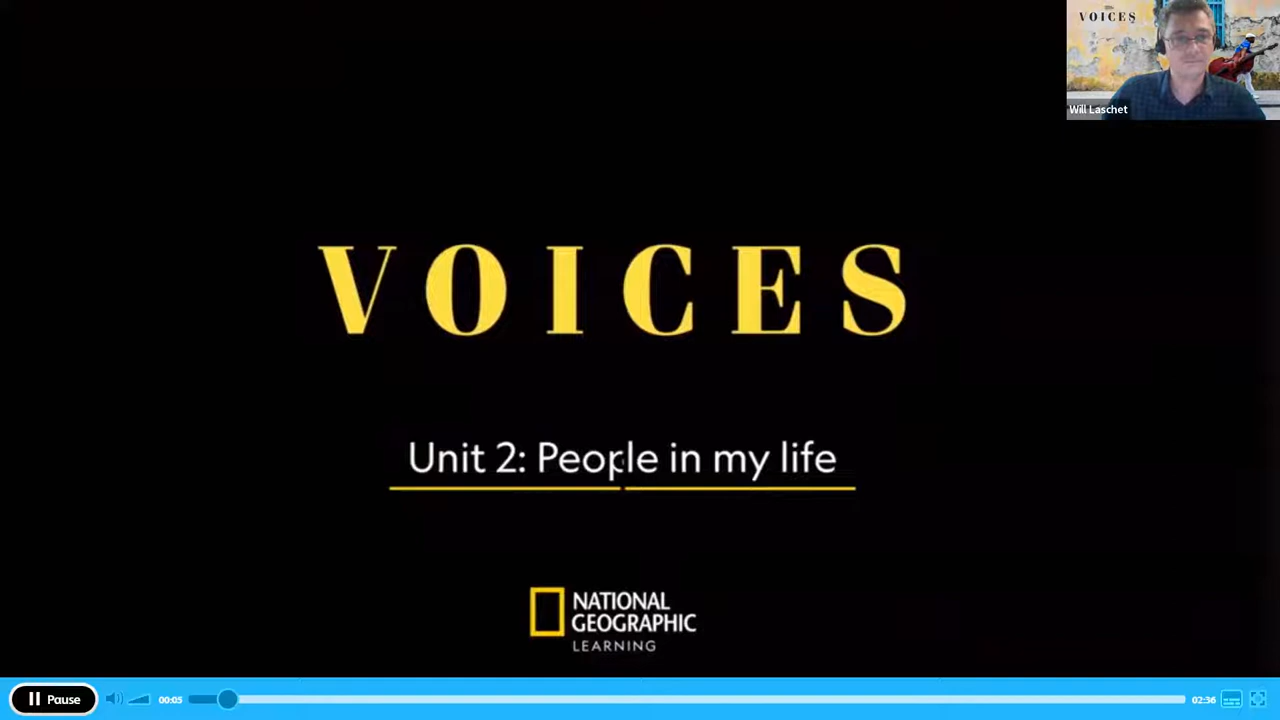 VOICES
Will Laschet
VOICES
Unit 2: People in my life
NATIONAL
GEOGRAPHIC
LEARNING
Pause
00:05
02:36